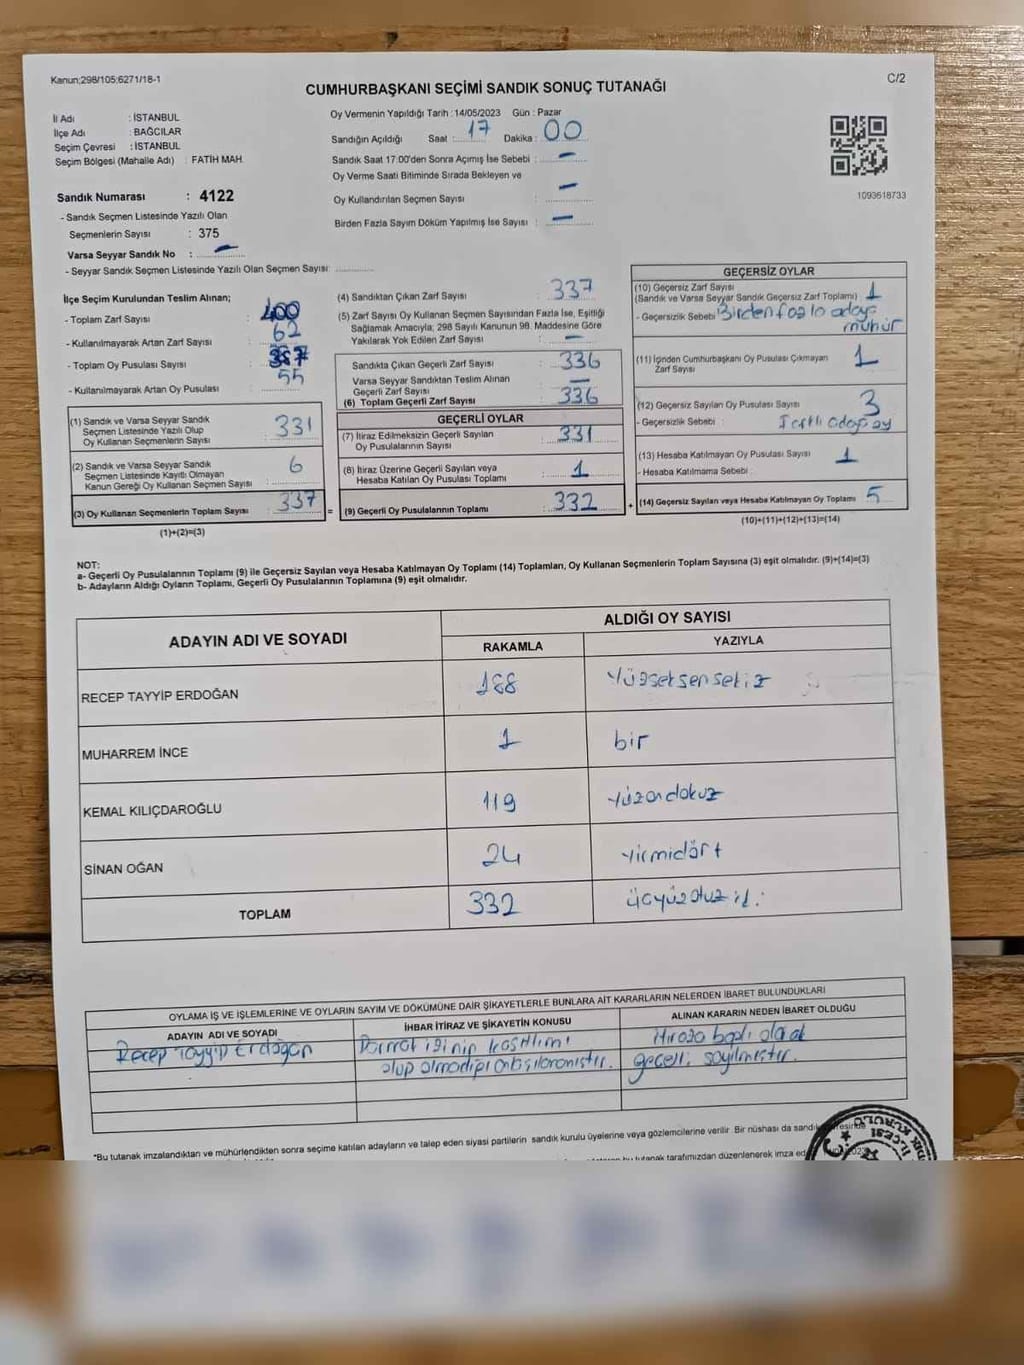 Kanun;298/105;6271/18-1
C/2
CUMHURBAŞKANI SEÇİMİ SANDIK SONUÇ TUTANAĞI
İl Adı : İSTANBUL
İlçe Adı : BAĞCILAR
Seçim Çevresi : İSTANBUL
Seçim Bölgesi (Mahalle Adı) : FATİH MAH.
Oy Vermenin Yapıldığı Tarih : 14/05/2023 Gün : Pazar
Sandığın Açıldığı Saat : 17 Dakika : 00
Sandık Saat 17.00'den Sonra Açımış İse Sebebi : –
Oy Verme Saati Bitiminde Sırada Bekleyen ve
Oy Kullandırılan Seçmen Sayısı : –
Birden Fazla Sayım Döküm Yapılmış İse Sayısı : –
1093618733
Sandık Numarası : 4122
- Sandık Seçmen Listesinde Yazılı Olan
Seçmenlerin Sayısı : 375
Varsa Seyyar Sandık No : –
- Seyyar Sandık Seçmen Listesinde Yazılı Olan Seçmen Sayısı:
İlçe Seçim Kurulundan Teslim Alınan;
- Toplam Zarf Sayısı : 400
- Kullanılmayarak Artan Zarf Sayısı : 62
- Toplam Oy Pusulası Sayısı :
- Kullanılmayarak Artan Oy Pusulası : 55
(1) Sandık ve Varsa Seyyar Sandık
Seçmen Listesinde Yazılı Olup
Oy Kullanan Seçmenlerin Sayısı : 331
(2) Sandık ve Varsa Seyyar Sandık
Seçmen Listesinde Kayıtlı Olmayan
Kanun Gereği Oy Kullanan Seçmen Sayısı : 6
(3) Oy Kullanan Seçmenlerin Toplam Sayısı : 337 =
(1)+(2)=(3)
(4) Sandıktan Çıkan Zarf Sayısı : 337
(5) Zarf Sayısı Oy Kullanan Seçmen Sayısından Fazla İse, Eşitliği
Sağlamak Amacıyla; 298 Sayılı Kanunun 98. Maddesine Göre
Yakılarak Yok Edilen Zarf Sayısı : –
Sandıkta Çıkan Geçerli Zarf Sayısı : 336
Varsa Seyyar Sandıktan Teslim Alınan
Geçerli Zarf Sayısı : –
(6) Toplam Geçerli Zarf Sayısı : 336
GEÇERLİ OYLAR
(7) İtiraz Edilmeksizin Geçerli Sayılan
Oy Pusulasının Sayısı : 331
(8) İtiraz Üzerine Geçerli Sayılan veya
Hesaba Katılan Oy Pusulası Toplamı : 1
(9) Geçerli Oy Pusulalarının Toplamı : 332 +
GEÇERSİZ OYLAR
(10) Geçersiz Zarf Sayısı
(Sandık ve Varsa Seyyar Sandık Geçersiz Zarf Toplamı) : 1
- Geçersizlik Sebebi : Birden fazla adaya
mühür
(11) İçinden Cumhurbaşkanı Oy Pusulası Çıkmayan
Zarf Sayısı : 1
(12) Geçersiz Sayılan Oy Pusulası Sayısı : 3
- Geçersizlik Sebebi :
(13) Hesaba Katılmayan Oy Pusulası Sayısı : 1
- Hesaba Katılmama Sebebi :
(14) Geçersiz Sayılan veya Hesaba Katılmayan Oy Toplamı : 5
(10)+(11)+(12)+(13)=(14)
NOT:
a- Geçerli Oy Pusulalarının Toplamı (9) ile Geçersiz Sayılan veya Hesaba Katılmayan Oy Toplamı (14) Toplamları, Oy Kullanan Seçmenlerin Toplam Sayısına (3) eşit olmalıdır. (9)+(14)=(3)
b- Adayların Aldığı Oyların Toplamı, Geçerli Oy Pusulalarının Toplamına (9) eşit olmalıdır.
ADAYIN ADI VE SOYADI
ALDIĞI OY SAYISI
RAKAMLA YAZIYLA
RECEP TAYYİP ERDOĞAN 188 Yüzseksensekiz
MUHARREM İNCE 1 bir
KEMAL KILIÇDAROĞLU 119 Yüzondokuz
SİNAN OĞAN 24 Yirmidört
TOPLAM 332 üçyüzotuziki
OYLAMA İŞ VE İŞLEMLERİNE VE OYLARIN SAYIM VE DÖKÜMÜNE DAİR ŞİKAYETLERLE BUNLARA AİT KARARLARIN NELERDEN İBARET BULUNDUKLARI
ADAYIN ADI VE SOYADI İHBAR İTİRAZ VE ŞİKAYETİN KONUSU ALINAN KARARIN NEDEN İBARET OLDUĞU
Recep Tayyip Erdoğan Parmak izinin kasıtlımı İtiraza bağlı olarak
olup olmadığı anlaşılamamıştır. geçerli sayılmıştır.
*Bu tutanak imzalandıktan ve mühürlendikten sonra seçime katılan adayların ve talep eden siyasi partilerin sandık kurulu üyelerine veya gözlemcilerine verilir. Bir nüshası da sandık
bu tutanak tarafımızdan düzenlenerek imza